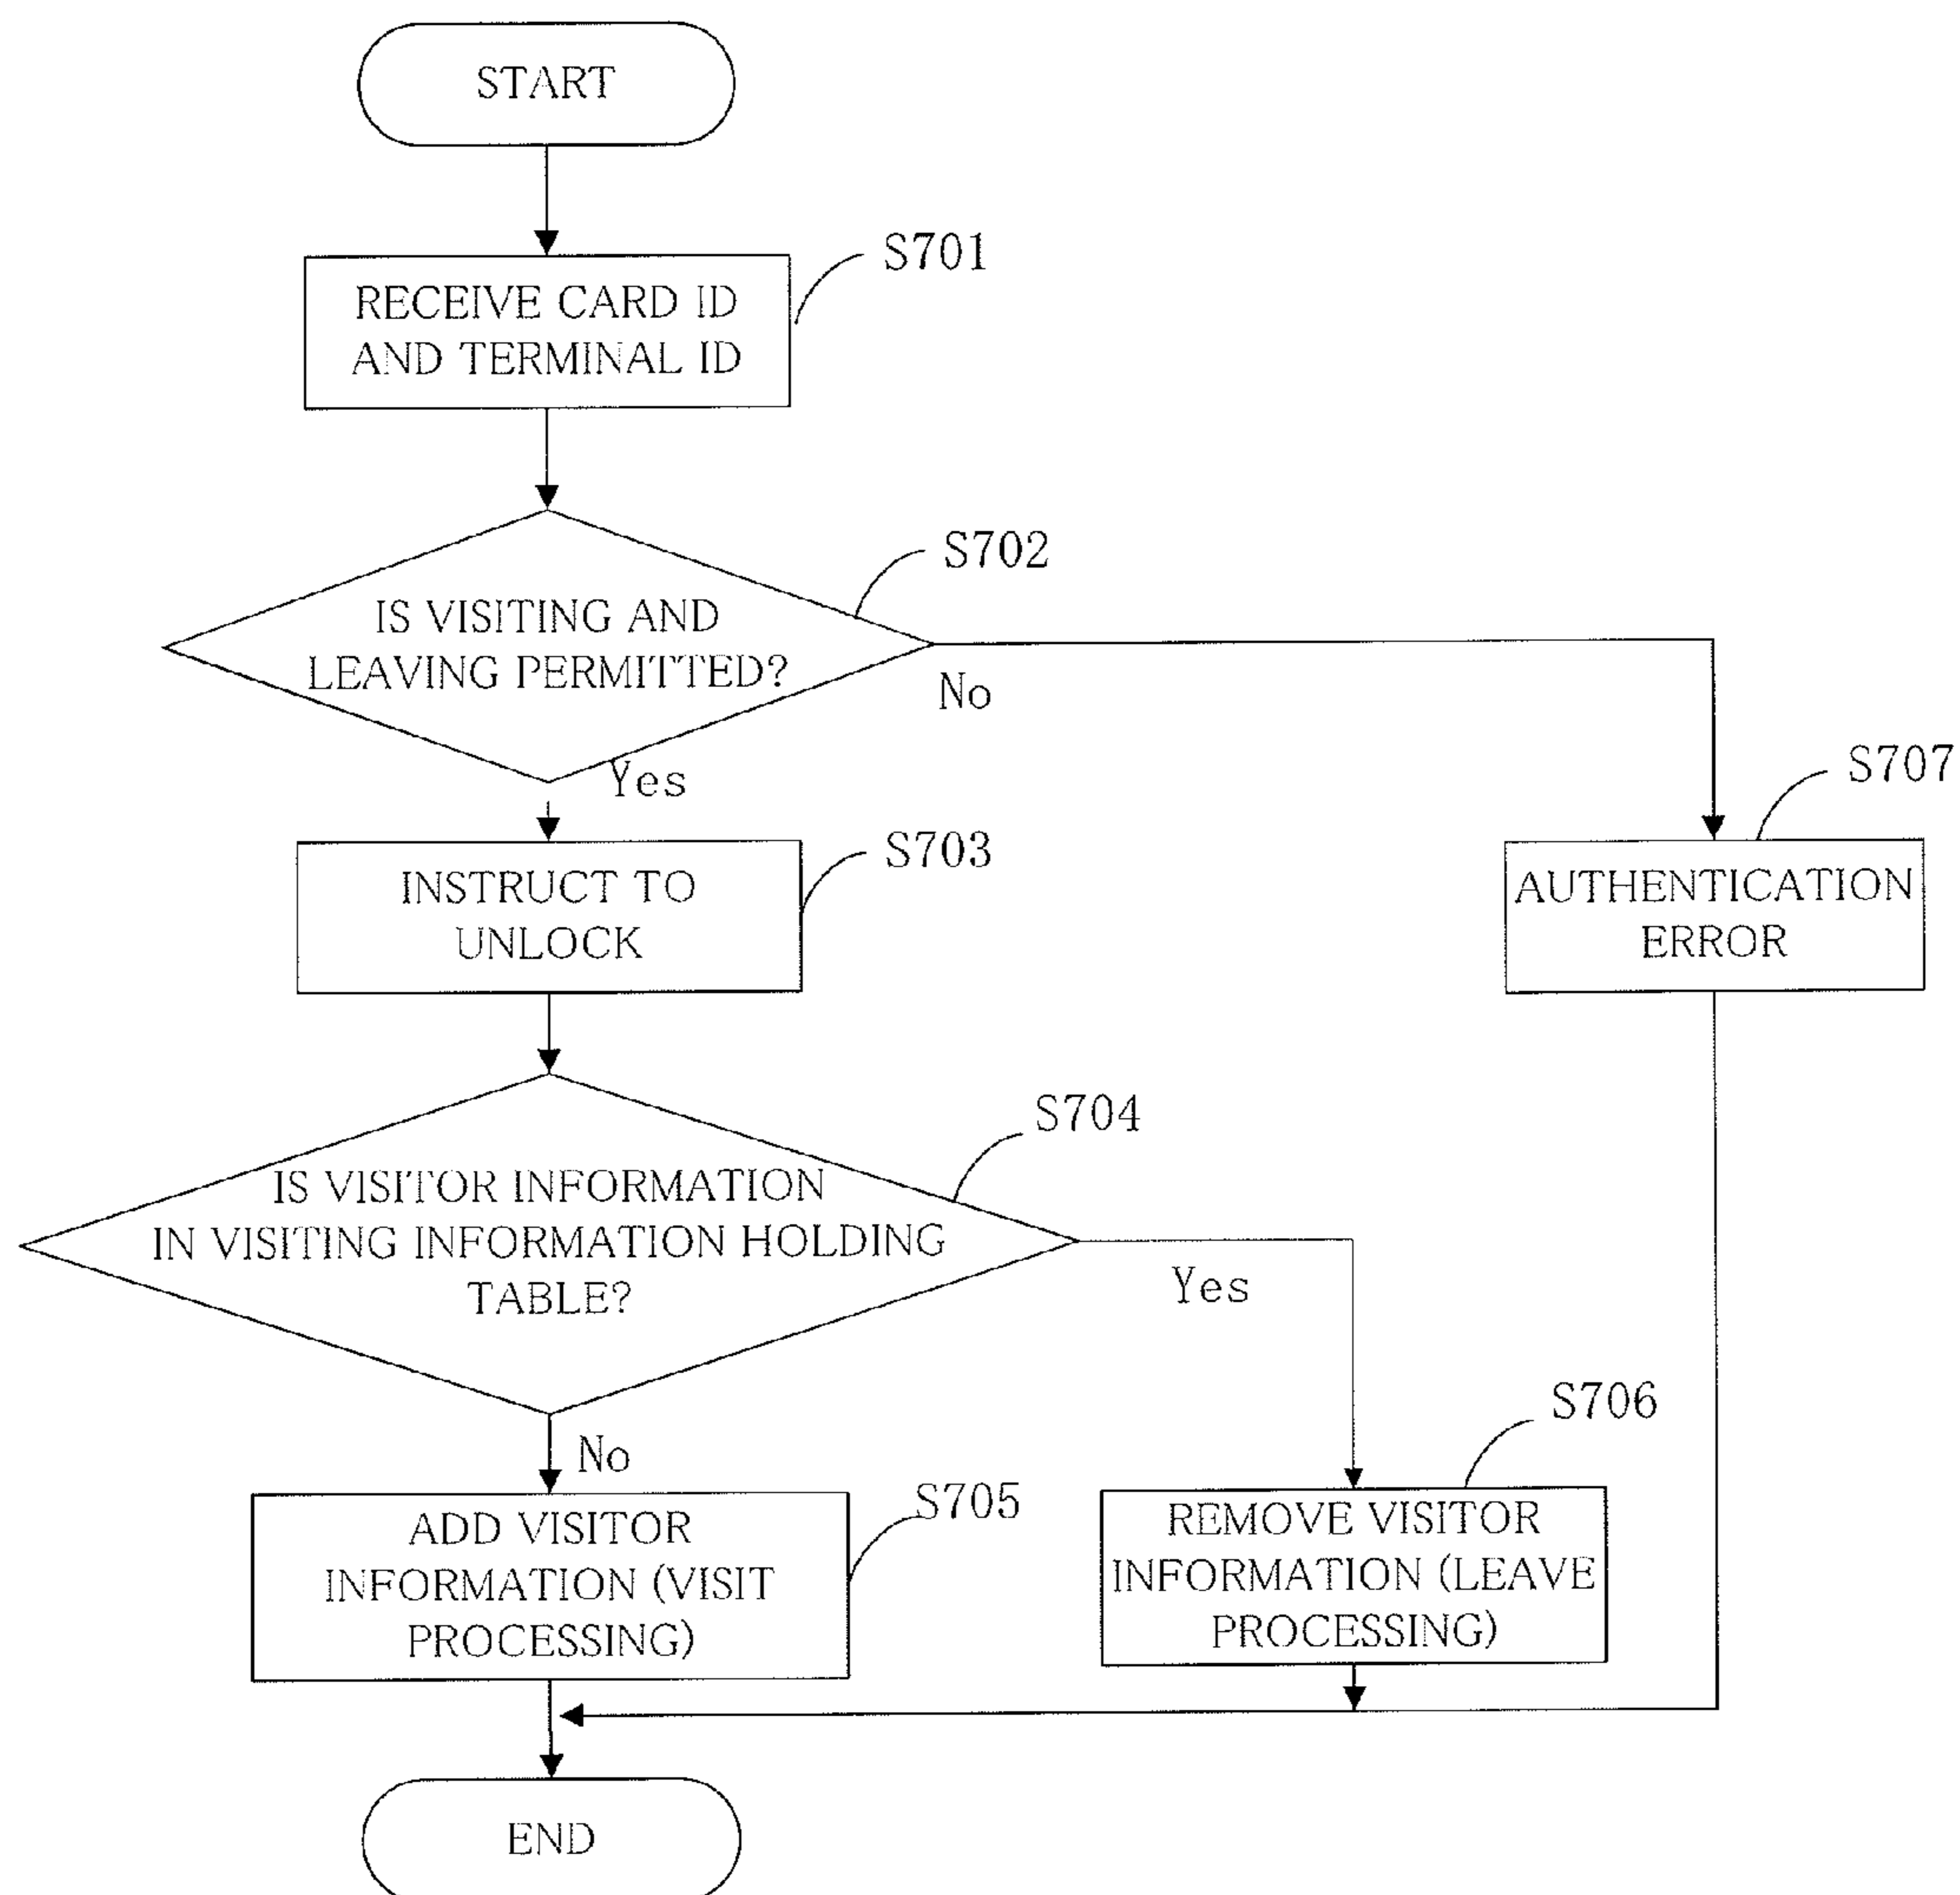 START
S701
RECEIVE CARD ID
AND TERMINAL ID
S702
IS VISITING AND
LEAVING PERMITTED?
No
Yes
S707
S703
INSTRUCT TO
UNLOCK
AUTHENTICATION
ERROR
S704
IS VISITOR INFORMATION
IN VISITING INFORMATION HOLDING
TABLE?
Yes
No
S706
S705
ADD VISITOR
INFORMATION (VISIT
PROCESSING)
REMOVE VISITOR
INFORMATION (LEAVE
PROCESSING)
END